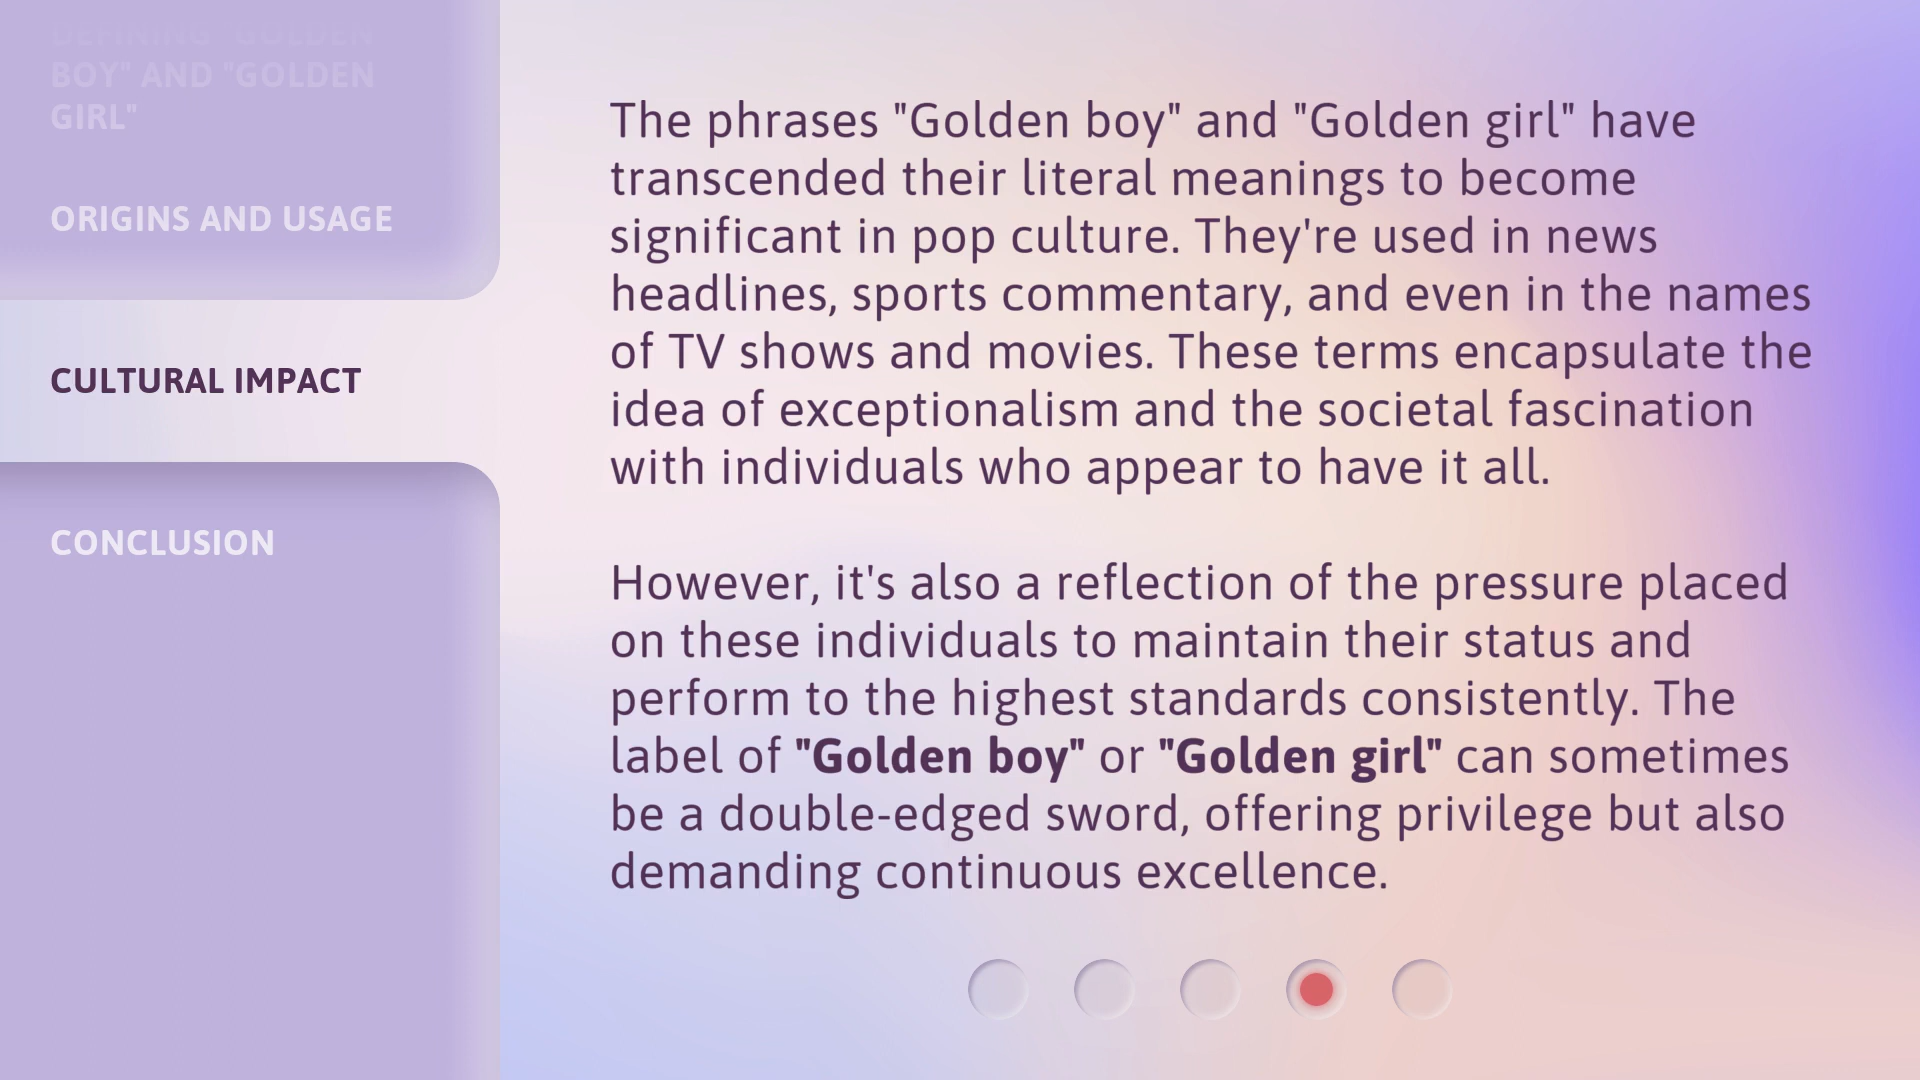 DEFINING "GOLDEN
BOY" AND "GOLDEN
GIRL"
ORIGINS AND USAGE
CULTURAL IMPACT
CONCLUSION
The phrases "Golden boy" and "Golden girl" have
transcended their literal meanings to become
significant in pop culture. They're used in news
headlines, sports commentary, and even in the names
of TV shows and movies. These terms encapsulate the
idea of exceptionalism and the societal fascination
with individuals who appear to have it all.
However, it's also a reflection of the pressure placed
on these individuals to maintain their status and
perform to the highest standards consistently. The
label of "Golden boy" or "Golden girl" can sometimes
be a double-edged sword, offering privilege but also
demanding continuous excellence.